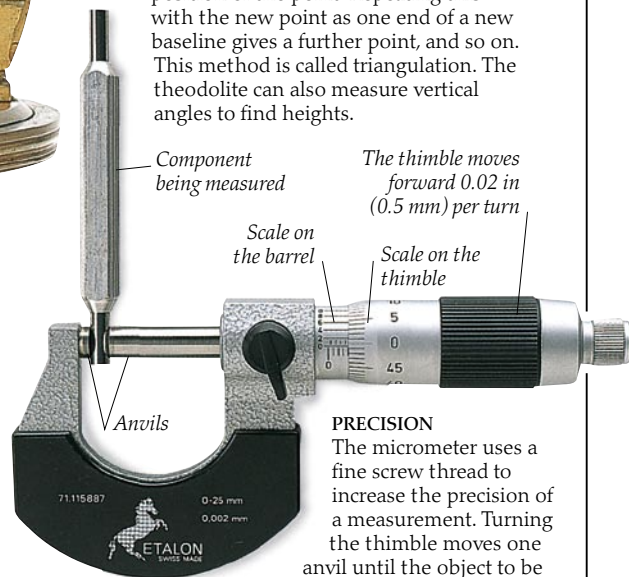 with the new point as one end of a new
baseline gives a further point, and so on.
This method is called triangulation. The
theodolite can also measure vertical
angles to find heights.
Component
being measured
The thimble moves
forward 0.02 in
(0.5 mm) per turn
Scale on
the barrel
Scale on the
thimble
5
0
45
0
Anvils
71.115887
0-25 mm
0,002 mm
ETALON
SWISS MADE
PRECISION
The micrometer uses a
fine screw thread to
increase the precision of
a measurement. Turning
the thimble moves one
anvil until the object to be